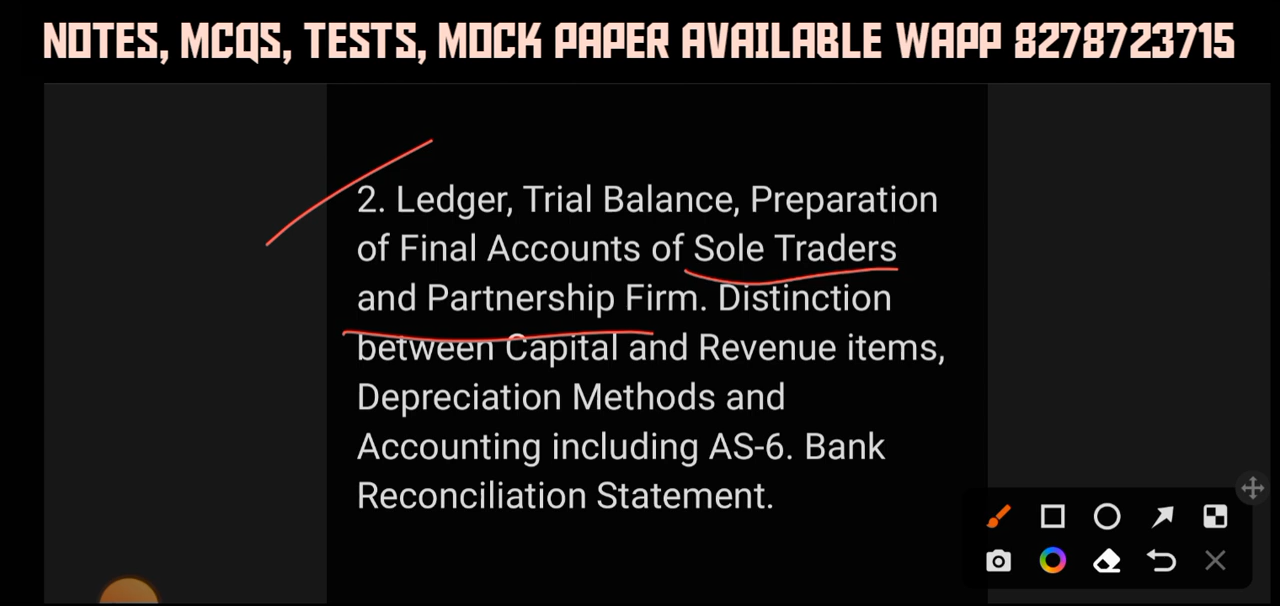 NOTES, MCQS, TESTS, MOCK PAPER AVAILABLE WAPP 8278723715
2. Ledger, Trial Balance, Preparation
of Final Accounts of Sole Traders
and Partnership Firm. Distinction
between Capital and Revenue items,
Depreciation Methods and
Accounting including AS-6. Bank
Reconciliation Statement.